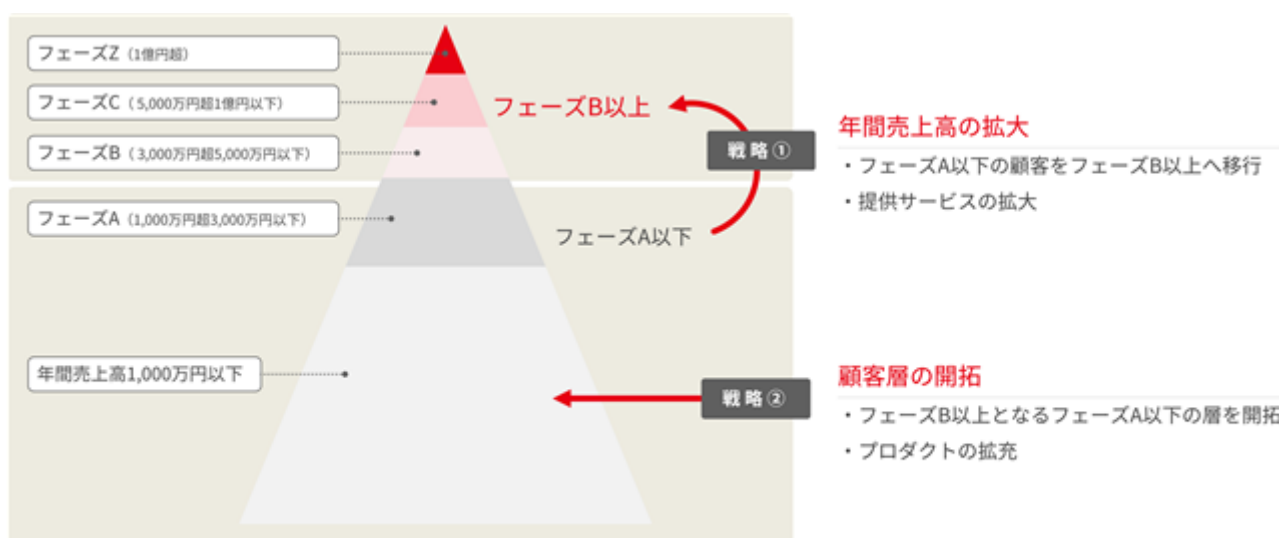 フェーズZ（1億円超）
フェーズC（5,000万円超1億円以下）
フェーズB（3,000万円超5,000万円以下）
フェーズB以上
戦略①
年間売上高の拡大
・フェーズA以下の顧客をフェーズB以上へ移行
・提供サービスの拡大
フェーズA（1,000万円超3,000万円以下）
フェーズA以下
年間売上高1,000万円以下
戦略②
顧客層の開拓
・フェーズB以上となるフェーズA以下の層を開拓
・プロダクトの拡充